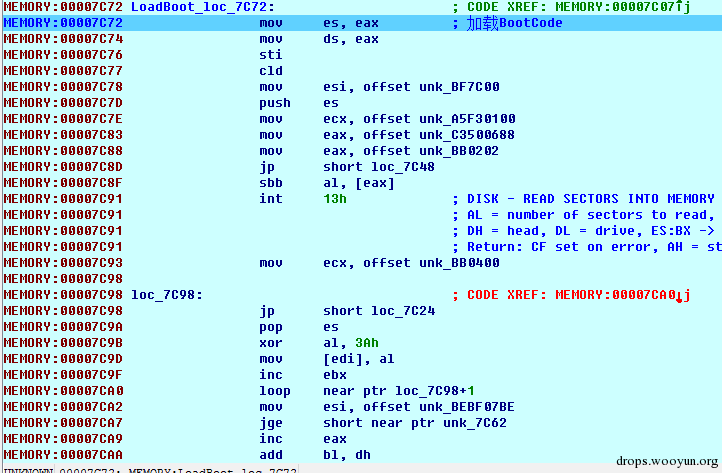 MEMORY:00007C72 LoadBoot_loc_7C72: ; CODE XREF: MEMORY:00007C07↑j
MEMORY:00007C72 mov es, eax ; 加载BootCode
MEMORY:00007C74 mov ds, eax
MEMORY:00007C76 sti
MEMORY:00007C77 cld
MEMORY:00007C78 mov esi, offset unk_BF7C00
MEMORY:00007C7D push es
MEMORY:00007C7E mov ecx, offset unk_A5F30100
MEMORY:00007C83 mov eax, offset unk_C3500688
MEMORY:00007C88 mov eax, offset unk_BB0202
MEMORY:00007C8D jp short loc_7C48
MEMORY:00007C8F sbb al, [eax]
MEMORY:00007C91 int 13h ; DISK - READ SECTORS INTO MEMORY
MEMORY:00007C91 ; AL = number of sectors to read,
MEMORY:00007C91 ; DH = head, DL = drive, ES:BX ->
MEMORY:00007C91 ; Return: CF set on error, AH = st
MEMORY:00007C93 mov ecx, offset unk_BB0400
MEMORY:00007C98
MEMORY:00007C98 loc_7C98: ; CODE XREF: MEMORY:00007CA0↓j
MEMORY:00007C98 jp short loc_7C24
MEMORY:00007C9A pop es
MEMORY:00007C9B xor al, 3Ah
MEMORY:00007C9D mov [edi], al
MEMORY:00007C9F inc ebx
MEMORY:00007CA0 loop near ptr loc_7C98+1
MEMORY:00007CA2 mov esi, offset unk_BEBF07BE
MEMORY:00007CA7 jge short near ptr unk_7C62
MEMORY:00007CA9 inc eax
MEMORY:00007CAA add bl, dh
drops.wooyun.org